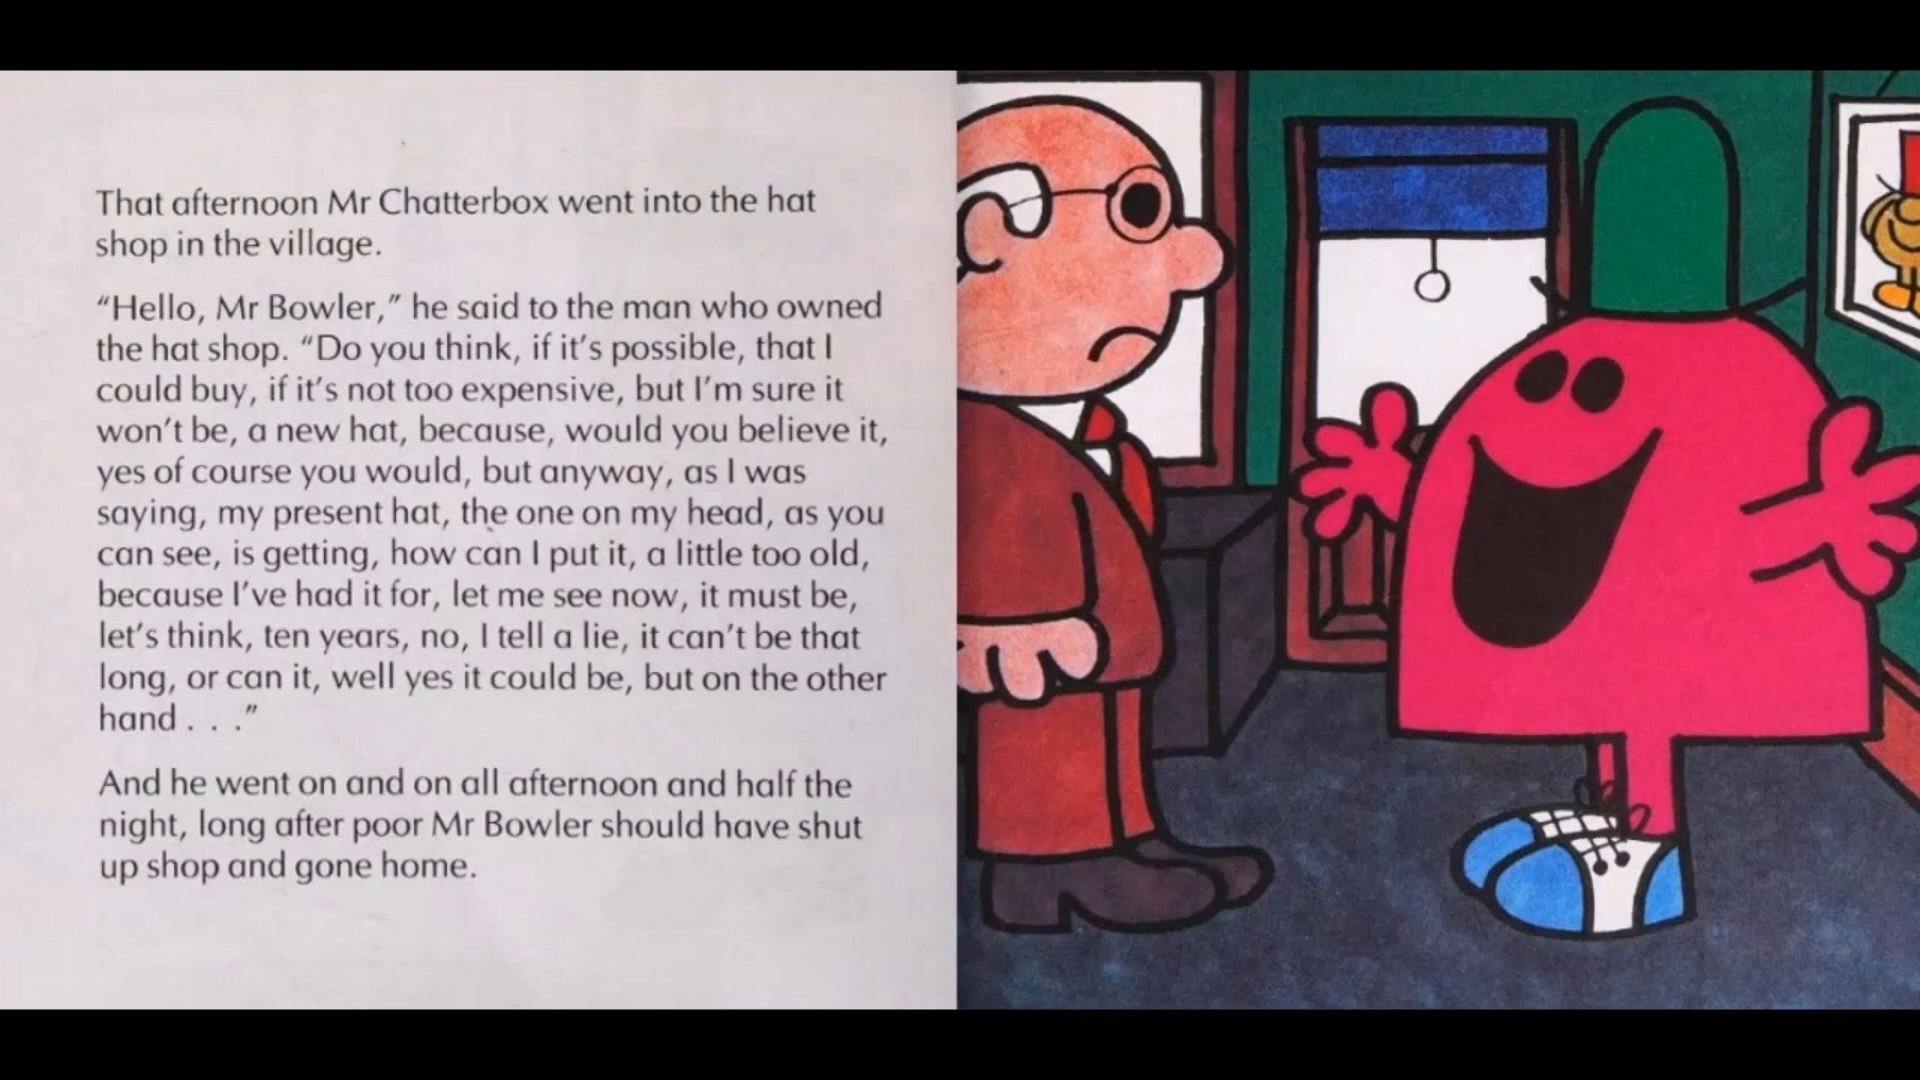 That afternoon Mr Chatterbox went into the hat
shop in the village.
“Hello, Mr Bowler,” he said to the man who owned
the hat shop. “Do you think, if it’s possible, that I
could buy, if it’s not too expensive, but I’m sure it
won’t be, a new hat, because, would you believe it,
yes of course you would, but anyway, as I was
saying, my present hat, the one on my head, as you
can see, is getting, how can I put it, a little too old,
because I’ve had it for, let me see now, it must be,
let’s think, ten years, no, I tell a lie, it can’t be that
long, or can it, well yes it could be, but on the other
hand . . .”
And he went on and on all afternoon and half the
night, long after poor Mr Bowler should have shut
up shop and gone home.